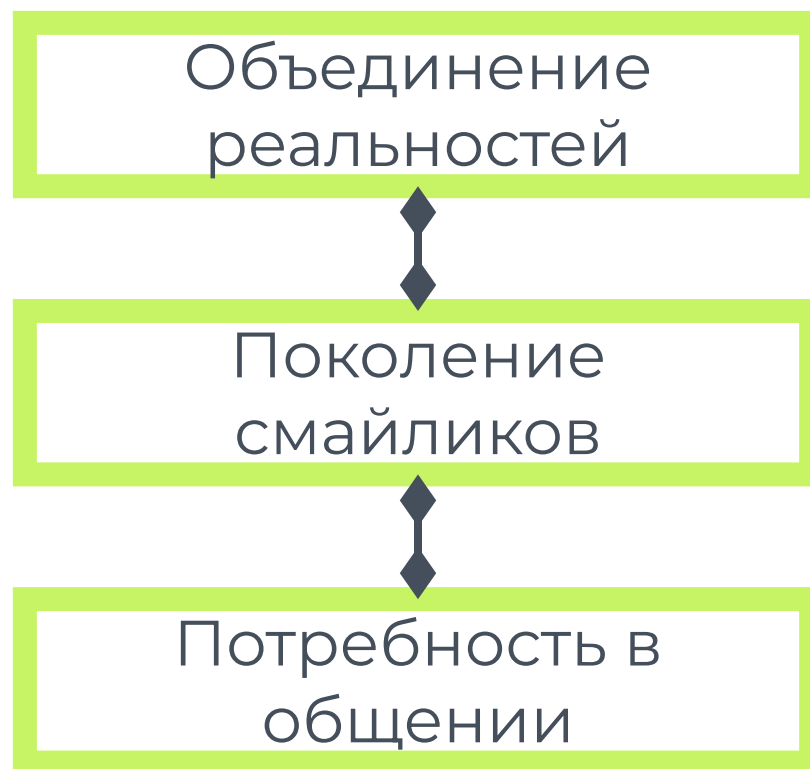 Объединение
реальностей
Поколение
смайликов
Потребность в
общении